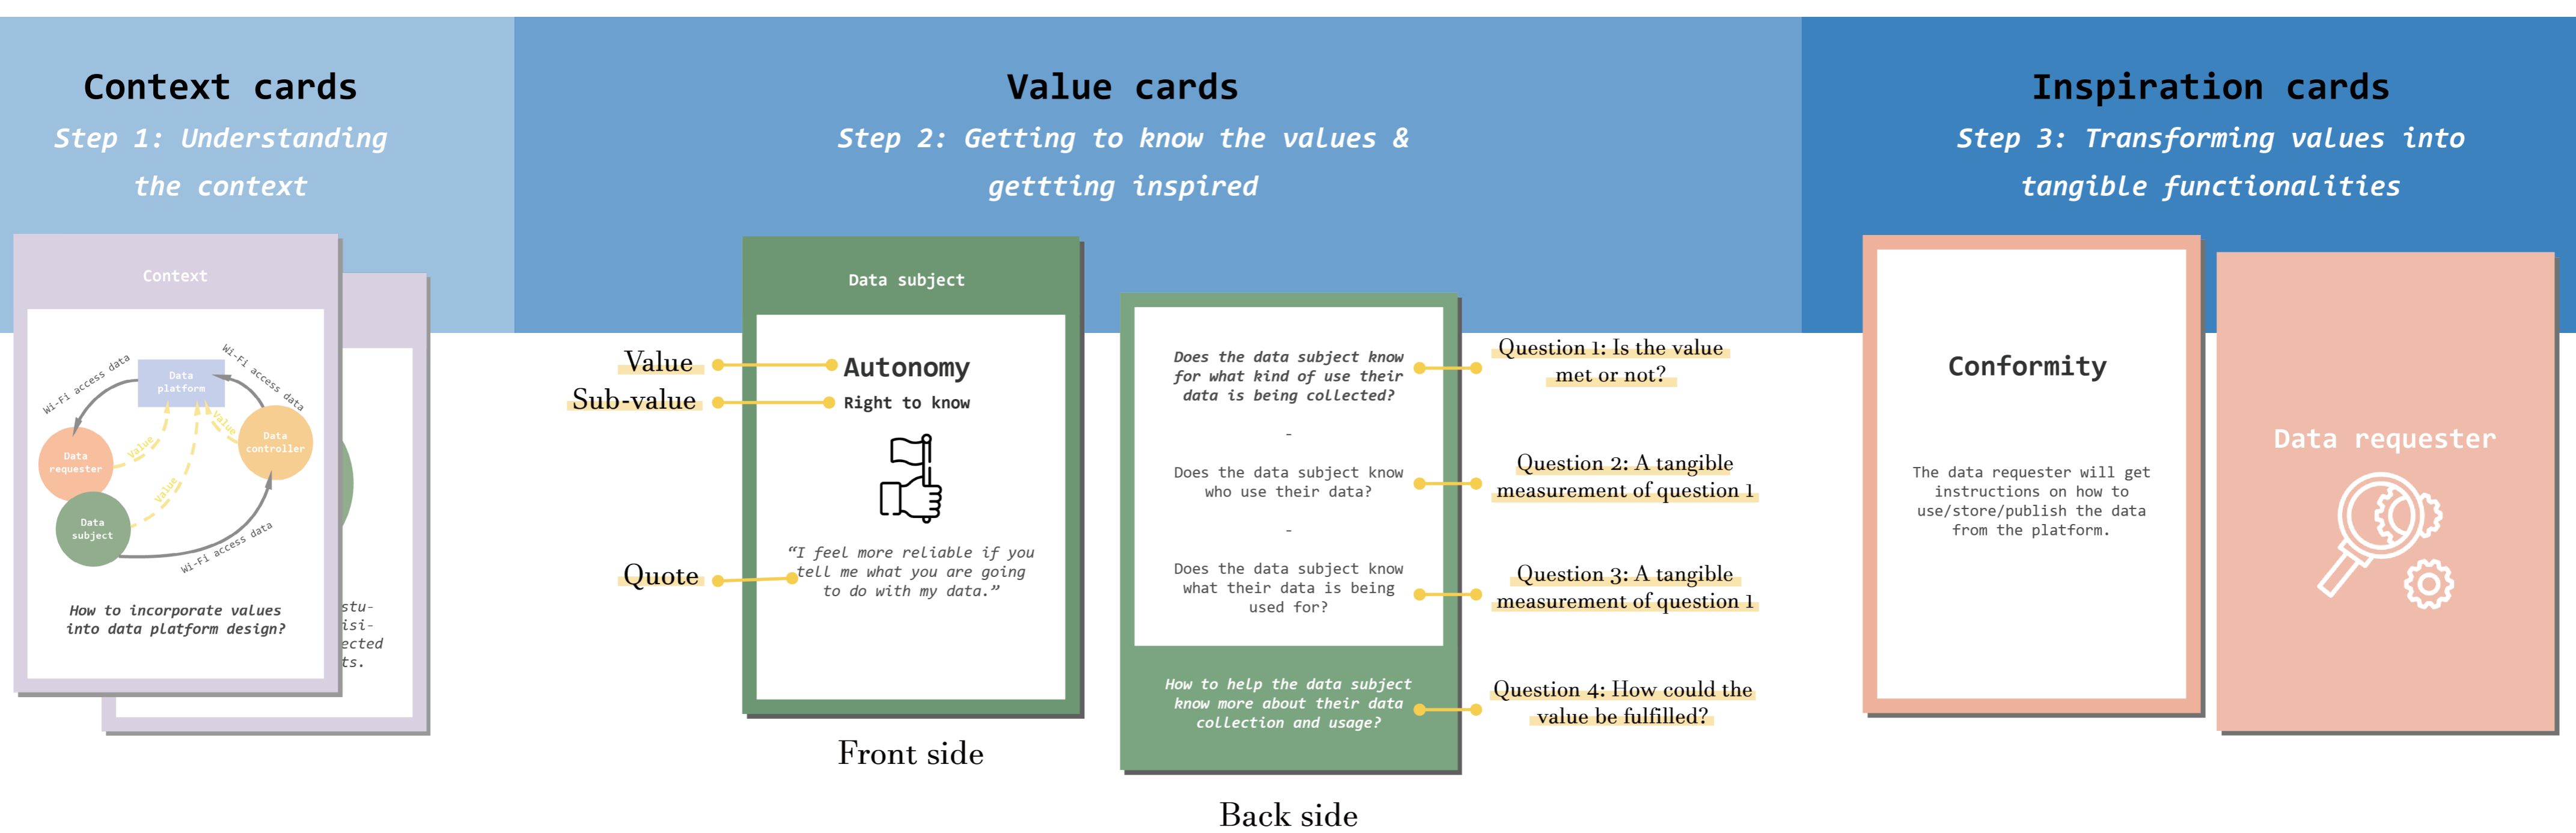 Context cards
Step 1: Understanding
the context
Value cards
Step 2: Getting to know the values &
gettting inspired
Inspiration cards
Step 3: Transforming values into
tangible functionalities
Context
Wi-Fi access data
Wi-Fi access data
Data
platform
Value
Value
Data
requester
Data
controller
Value
Data
subject
Wi-Fi access data
How to incorporate values
into data platform design?
stu-
isi-
ected
ts.
Value
Sub-value
Quote
Data subject
Autonomy
Right to know
“I feel more reliable if you
tell me what you are going
to do with my data.”
Front side
Does the data subject know
for what kind of use their
data is being collected?
-
Does the data subject know
who use their data?
-
Does the data subject know
what their data is being
used for?
How to help the data subject
know more about their data
collection and usage?
Back side
Question 1: Is the value
met or not?
Question 2: A tangible
measurement of question 1
Question 3: A tangible
measurement of question 1
Question 4: How could the
value be fulfilled?
Conformity
The data requester will get
instructions on how to
use/store/publish the data
from the platform.
Data requester